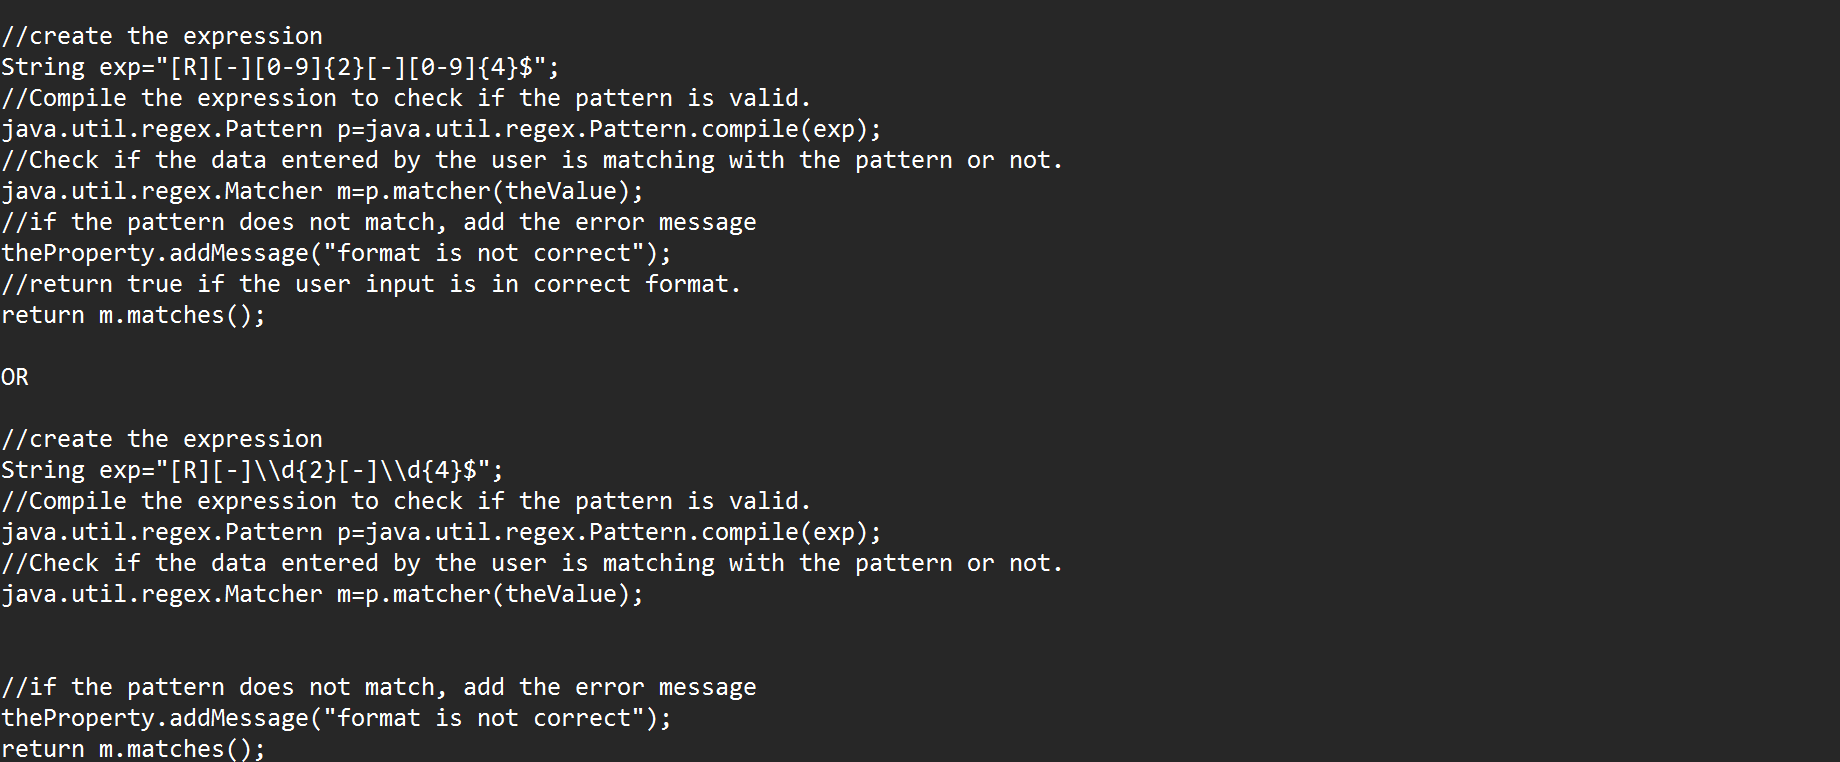 //create the expression
String exp="[R][-][0-9]{2}[-][0-9]{4}$";
//Compile the expression to check if the pattern is valid.
java.util.regex.Pattern p=java.util.regex.Pattern.compile(exp);
//Check if the data entered by the user is matching with the pattern or not.
java.util.regex.Matcher m=p.matcher(theValue);
//if the pattern does not match, add the error message
theProperty.addMessage("format is not correct");
//return true if the user input is in correct format.
return m.matches();
OR
//create the expression
String exp="[R][-]\\d{2}[-]\\d{4}$";
//Compile the expression to check if the pattern is valid.
java.util.regex.Pattern p=java.util.regex.Pattern.compile(exp);
//Check if the data entered by the user is matching with the pattern or not.
java.util.regex.Matcher m=p.matcher(theValue);
//if the pattern does not match, add the error message
theProperty.addMessage("format is not correct");
return m.matches();